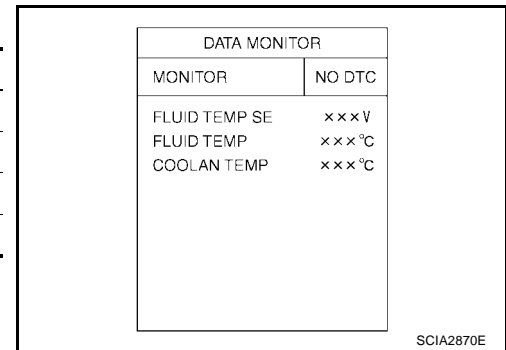 DATA MONITOR
MONITOR NO DTC
FLUID TEMP SE ×××V
FLUID TEMP ×××°C
COOLAN TEMP ×××°C
SCIA2870E